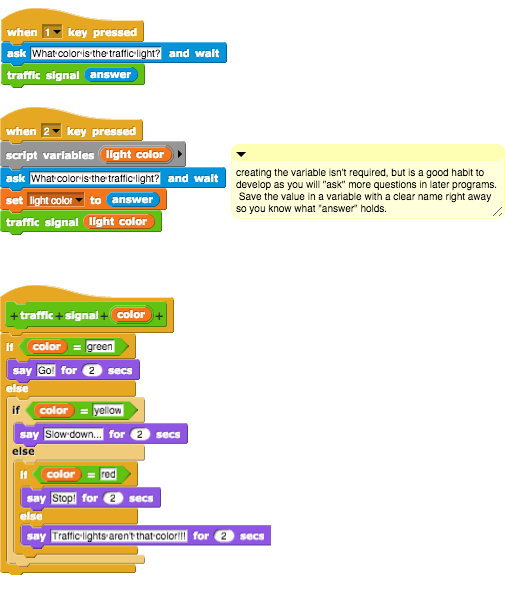 when 1 key pressed
ask What color is the traffic light? and wait
traffic signal answer
when 2 key pressed
script variables light color
ask What color is the traffic light? and wait
set light color to answer
traffic signal light color
creating the variable isn't required, but is a good habit to
develop as you will "ask" more questions in later programs.
Save the value in a variable with a clear name right away
so you know what "answer" holds.
+ traffic + signal + color +
if color = green
say Go! for 2 secs
else
if color = yellow
say Slow down... for 2 secs
else
if color = red
say Stop! for 2 secs
else
say Traffic lights aren't that color!!! for 2 secs